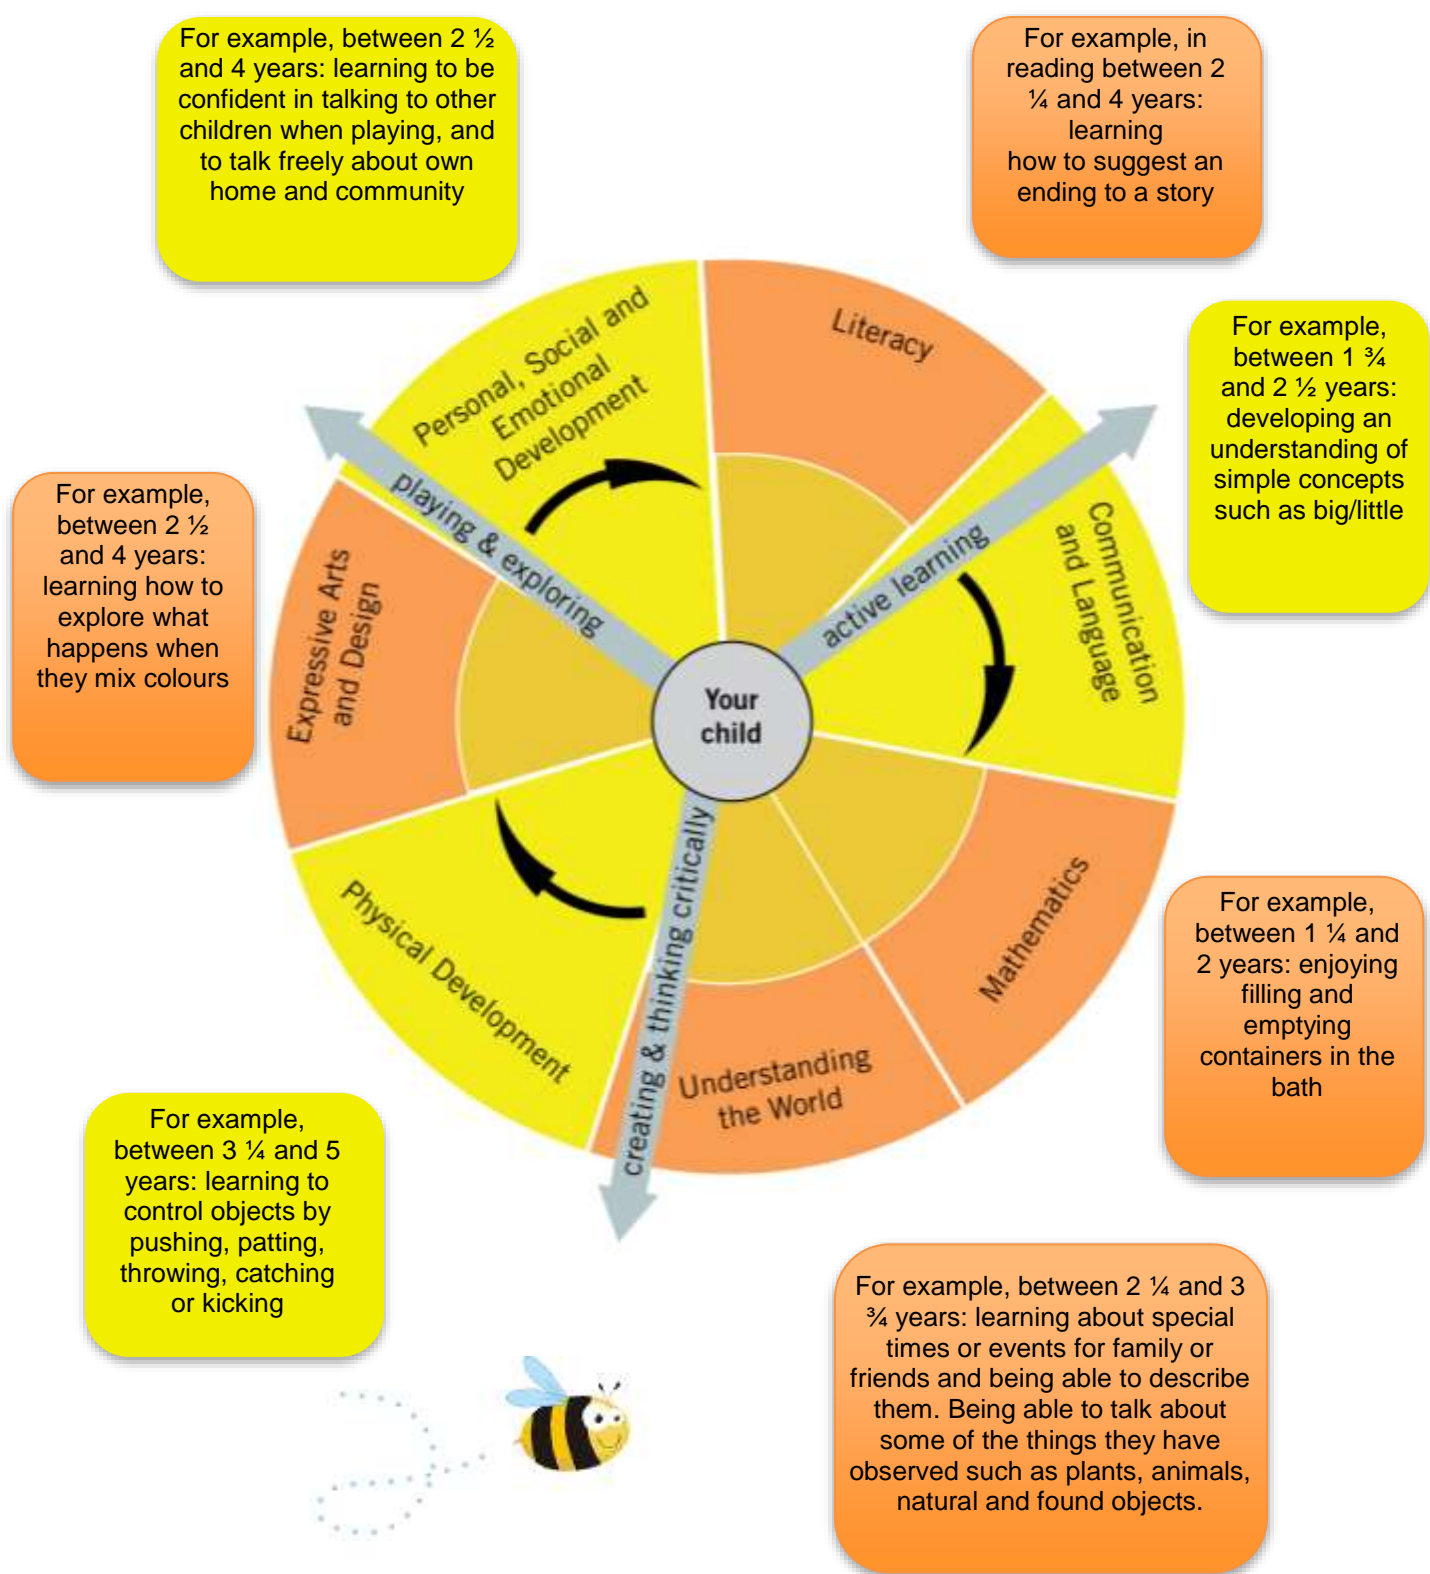 For example, between 2 ½
and 4 years: learning to be
confident in talking to other
children when playing, and
to talk freely about own
home and community
For example, in
reading between 2
¼ and 4 years:
learning
how to suggest an
ending to a story
For example,
between 1 ¾
and 2 ½ years:
developing an
understanding of
simple concepts
such as big/little
For example,
between 2 ½
and 4 years:
learning how to
explore what
happens when
they mix colours
Personal, Social and
Emotional
Development
Literacy
Communication
and Language
playing & exploring
active learning
Expressive Arts
and Design
Your
child
Mathematics
Physical Development
creating & thinking critically
Understanding
the World
For example,
between 1 ¼ and
2 years: enjoying
filling and
emptying
containers in the
bath
For example,
between 3 ¼ and 5
years: learning to
control objects by
pushing, patting,
throwing, catching
or kicking
For example, between 2 ¼ and 3
¾ years: learning about special
times or events for family or
friends and being able to describe
them. Being able to talk about
some of the things they have
observed such as plants, animals,
natural and found objects.